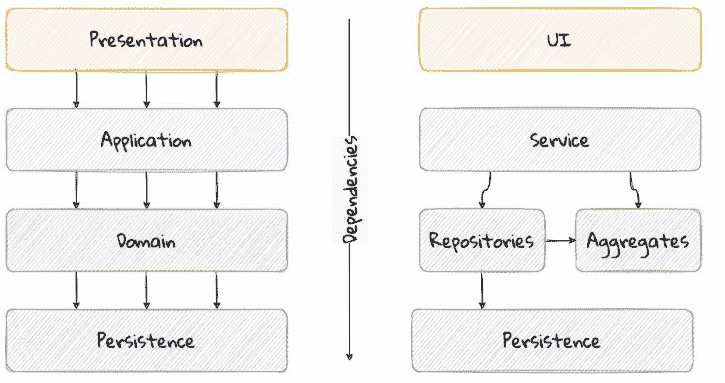 Presentation
Application
Domain
Persistence
Dependencies
UI
Service
Repositories
Aggregates
Persistence